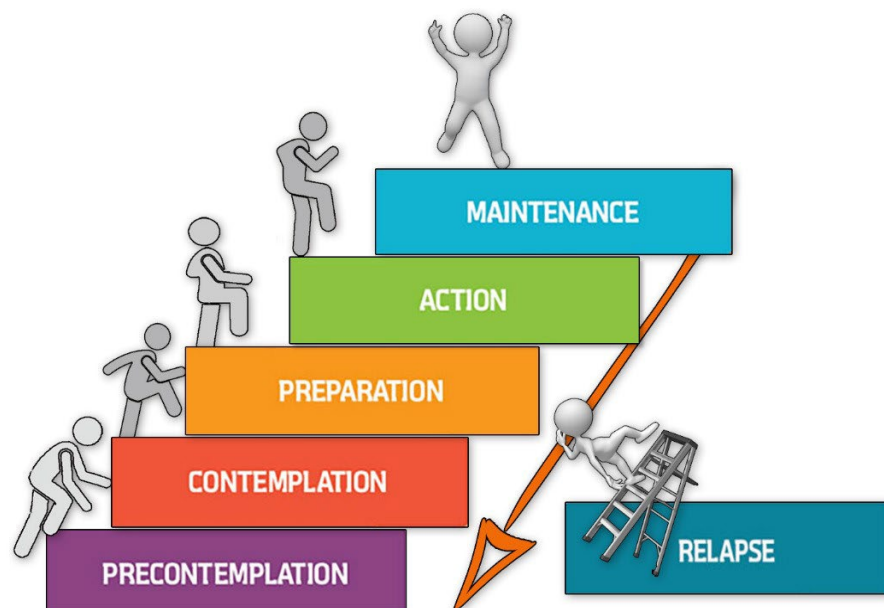 MAINTENANCE
ACTION
PREPARATION
CONTEMPLATION
PRECONTEMPLATION
RELAPSE